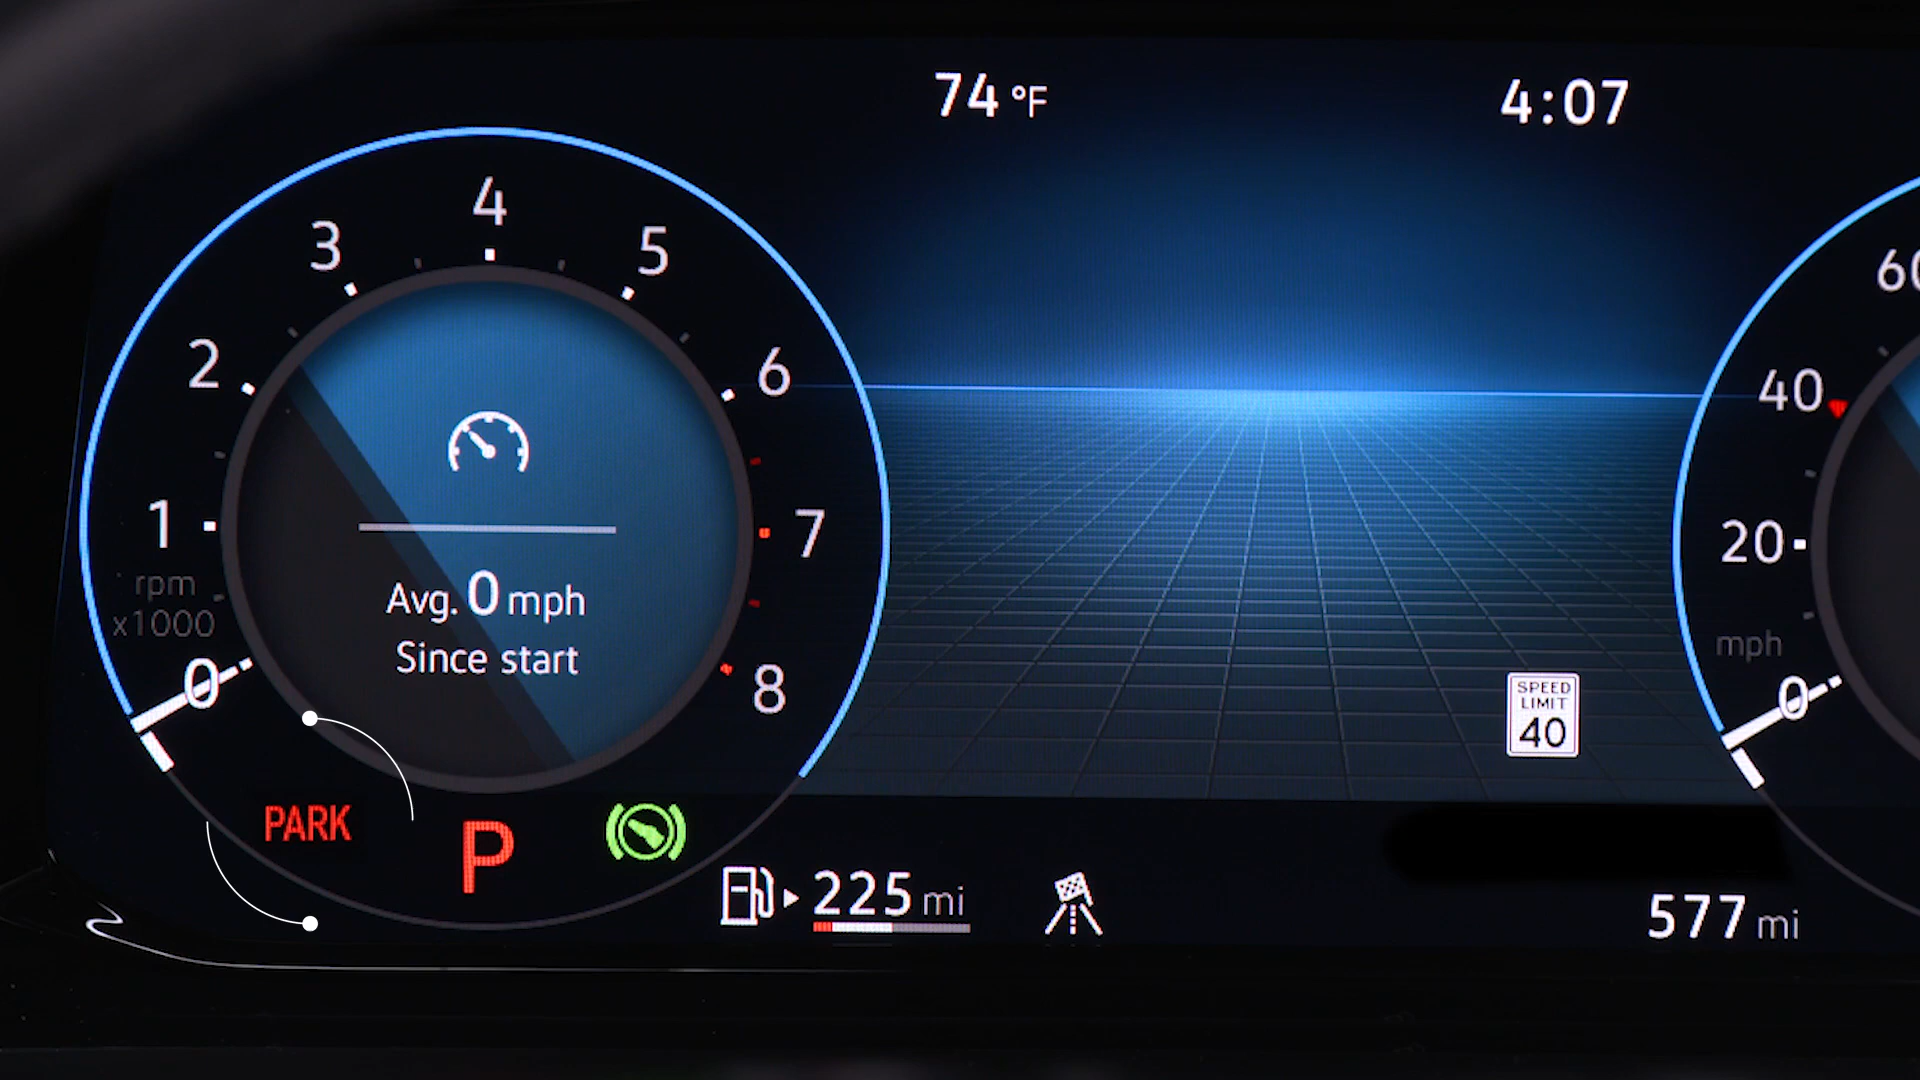 74 °F
4:07
4
3
5
2
6
1
7
rpm
x1000
0
8
Avg. 0 mph
Since start
PARK
P
225 mi
SPEED
LIMIT
40
60
40
20
mph
0
577 mi